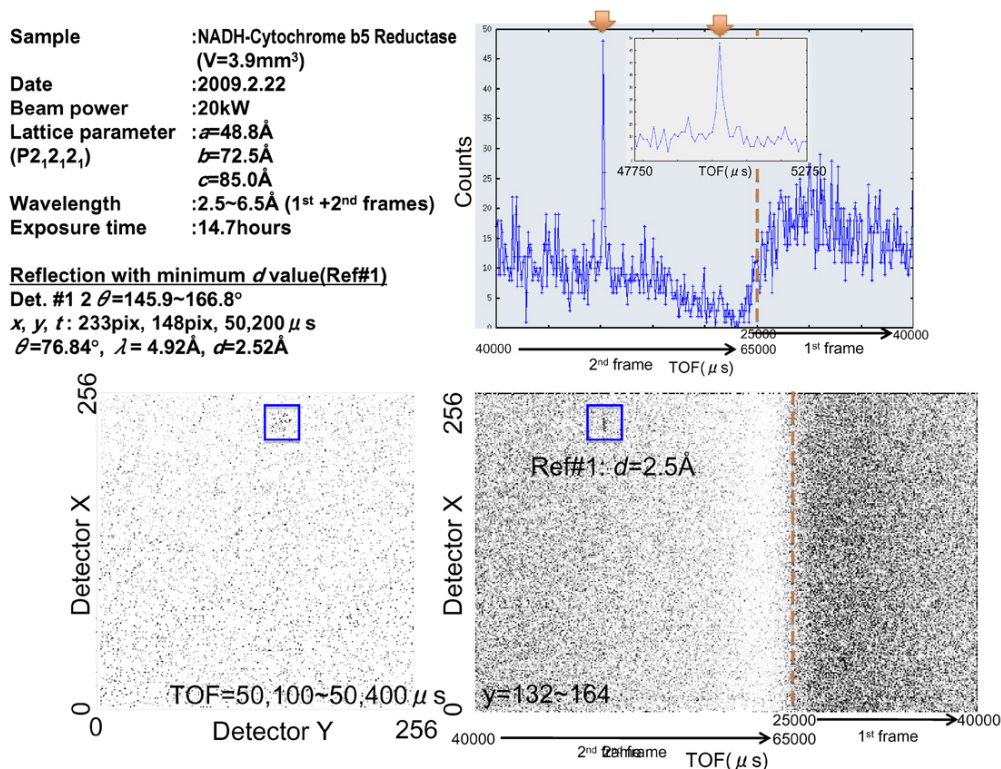 Sample :NADH-Cytochrome b5 Reductase
(V=3.9mm³)
Date :2009.2.22
Beam power :20kW
Lattice parameter :a=48.8Å
(P2₁2₁2₁) b=72.5Å
c=85.0Å
Wavelength :2.5~6.5Å (1st +2nd frames)
Exposure time :14.7hours
Reflection with minimum d value(Ref#1)
Det. #1 2θ=145.9~166.8°
x, y, t: 233pix, 148pix, 50,200μs
θ=76.84°, λ= 4.92Å, d=2.52Å
Counts
50
45
40
35
30
25
20
15
10
5
0
47750 TOF(μs) 52750
40000 25000 40000
65000
2nd frame TOF(μs) 1st frame
256
Detector X
0
TOF=50,100~50,400μs
0 Detector Y 256
256
Detector X
0
Ref#1: d=2.5Å
y=132~164
40000 25000 40000
65000
2nd frame 1st frame
TOF(μs)